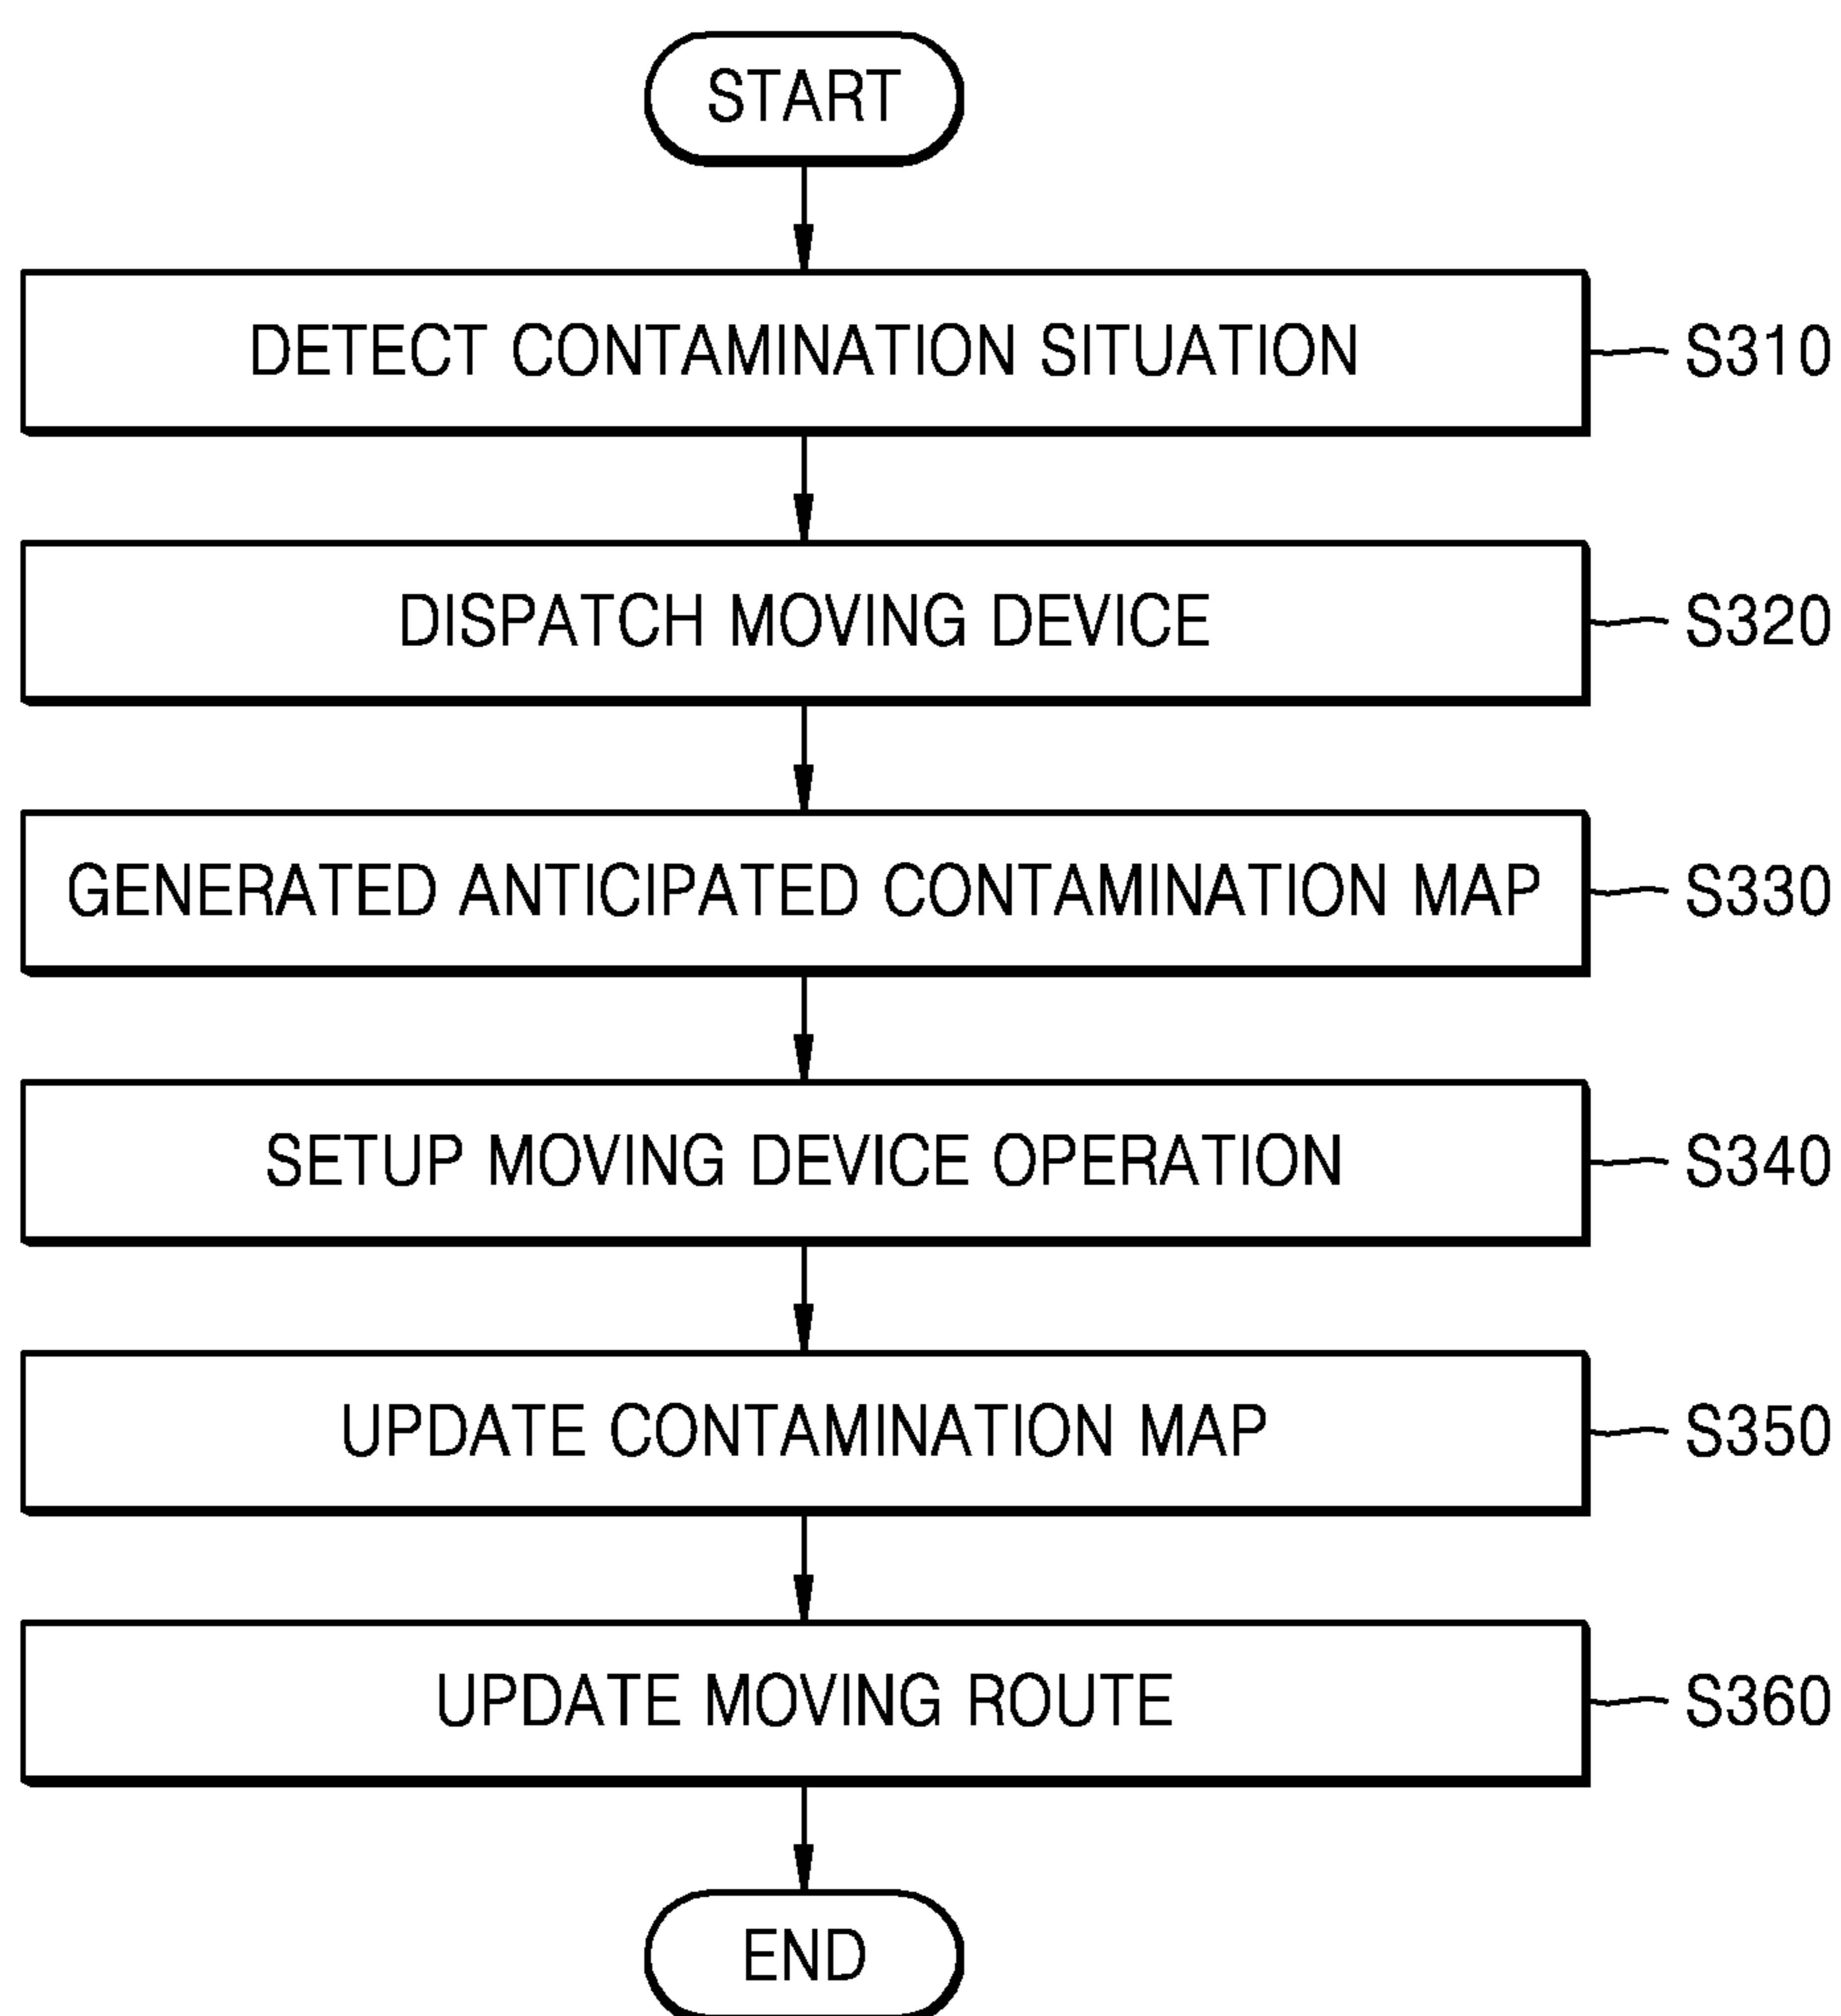 START
DETECT CONTAMINATION SITUATION
S310
DISPATCH MOVING DEVICE
S320
GENERATED ANTICIPATED CONTAMINATION MAP
S330
SETUP MOVING DEVICE OPERATION
S340
UPDATE CONTAMINATION MAP
S350
UPDATE MOVING ROUTE
S360
END